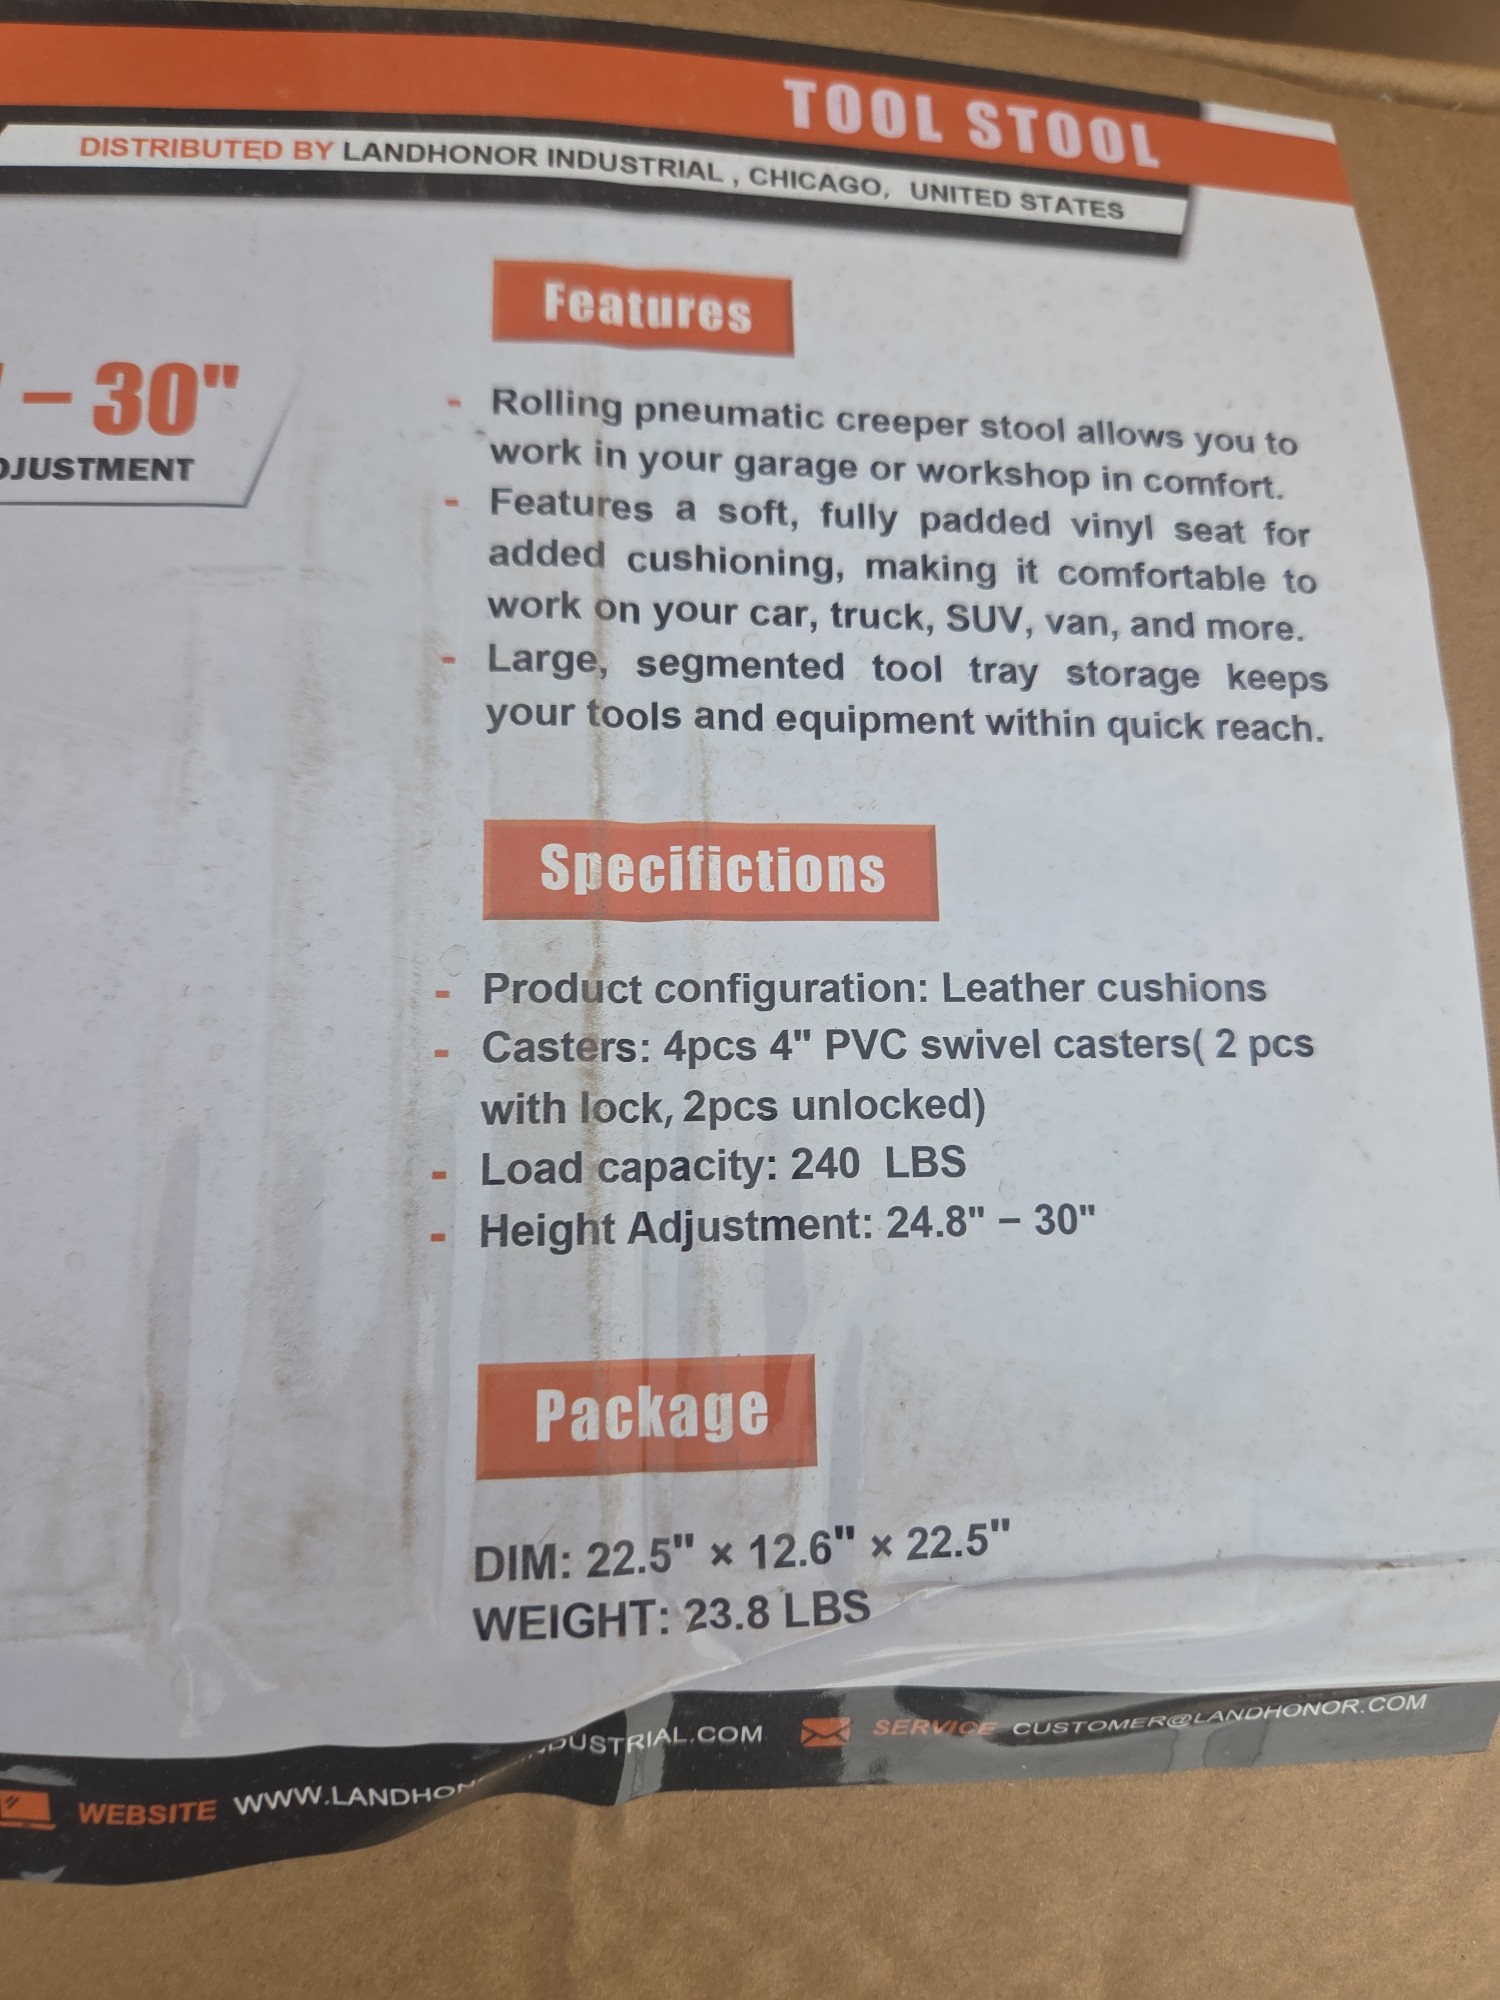 TOOL STOOL
DISTRIBUTED BY LANDHONOR INDUSTRIAL , CHICAGO, UNITED STATES
– 30"
Features
- Rolling pneumatic creeper stool allows you to
work in your garage or workshop in comfort.
- Features a soft, fully padded vinyl seat for
added cushioning, making it comfortable to
work on your car, truck, SUV, van, and more.
- Large, segmented tool tray storage keeps
your tools and equipment within quick reach.
Specifictions
- Product configuration: Leather cushions
- Casters: 4pcs 4" PVC swivel casters( 2 pcs
with lock, 2pcs unlocked)
- Load capacity: 240 LBS
- Height Adjustment: 24.8" – 30"
Package
DIM: 22.5" × 12.6" × 22.5"
WEIGHT: 23.8 LBS
WEBSITE SERVICE CUSTOMER@LANDHONOR.COM